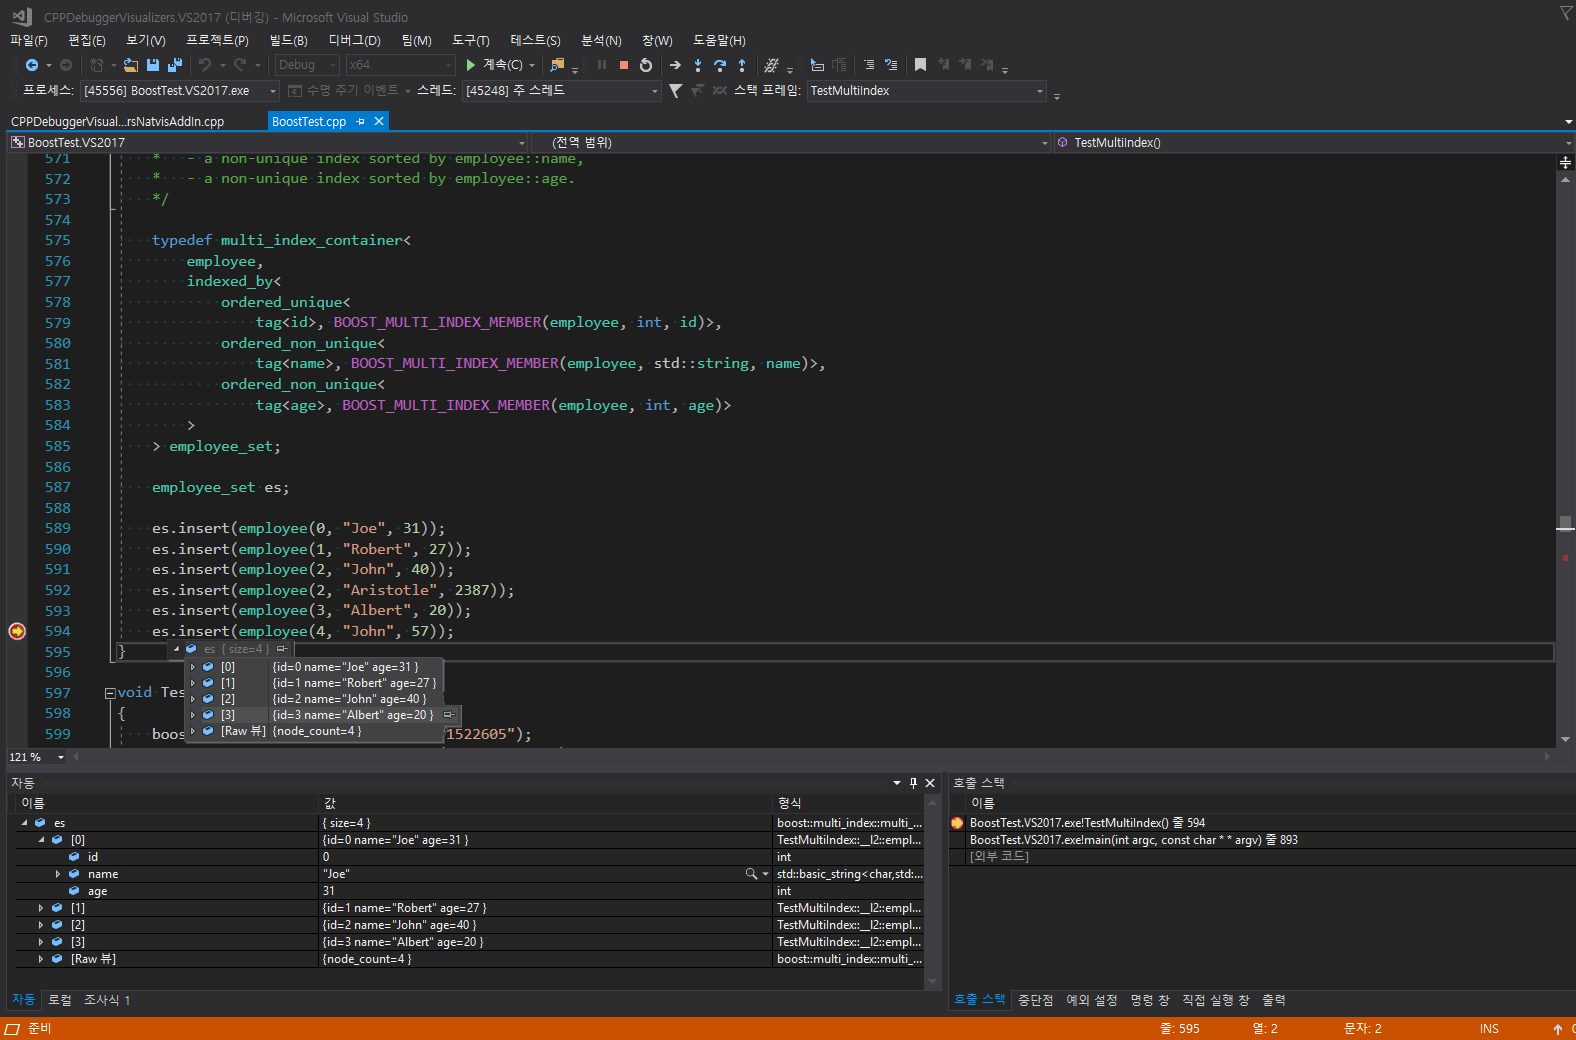 CPPDebuggerVisualizers.VS2017 (디버깅) - Microsoft Visual Studio
파일(F) 편집(E) 보기(V) 프로젝트(P) 빌드(B) 디버그(D) 팀(M) 도구(T) 테스트(S) 분석(N) 창(W) 도움말(H)
Debug x64 계속(C)
프로세스: [45556] BoostTest.VS2017.exe 수명 주기 이벤트 스레드: [45248] 주 스레드 스택 프레임: TestMultiIndex
CPPDebuggerVisual...rsNatvisAddIn.cpp BoostTest.cpp
BoostTest.VS2017 (전역 범위) TestMultiIndex()
571 * - a non-unique index sorted by employee::name,
572 * - a non-unique index sorted by employee::age.
573 */
574
575 typedef multi_index_container<
576 employee,
577 indexed_by<
578 ordered_unique<
579 tag<id>, BOOST_MULTI_INDEX_MEMBER(employee, int, id)>,
580 ordered_non_unique<
581 tag<name>, BOOST_MULTI_INDEX_MEMBER(employee, std::string, name)>,
582 ordered_non_unique<
583 tag<age>, BOOST_MULTI_INDEX_MEMBER(employee, int, age)>
584 >
585 > employee_set;
586
587 employee_set es;
588
589 es.insert(employee(0, "Joe", 31));
590 es.insert(employee(1, "Robert", 27));
591 es.insert(employee(2, "John", 40));
592 es.insert(employee(2, "Aristotle", 2387));
593 es.insert(employee(3, "Albert", 20));
594 es.insert(employee(4, "John", 57));
595 } es { size=4 }
596 [0] {id=0 name="Joe" age=31 }
[1] {id=1 name="Robert" age=27 }
597 void Tes [2] {id=2 name="John" age=40 }
598 { [3] {id=3 name="Albert" age=20 }
599 boos [Raw 뷰] {node_count=4 } 1522605");
121 %
자동
이름 값 형식
es { size=4 } boost::multi_index::multi_...
[0] {id=0 name="Joe" age=31 } TestMultiIndex::__l2::empl...
id 0 int
name "Joe" std::basic_string<char,std::...
age 31 int
[1] {id=1 name="Robert" age=27 } TestMultiIndex::__l2::empl...
[2] {id=2 name="John" age=40 } TestMultiIndex::__l2::empl...
[3] {id=3 name="Albert" age=20 } TestMultiIndex::__l2::empl...
[Raw 뷰] {node_count=4 } boost::multi_index::multi_...
자동 로컬 조사식 1
호출 스택
이름
BoostTest.VS2017.exe!TestMultiIndex() 줄 594
BoostTest.VS2017.exe!main(int argc, const char * * argv) 줄 893
[외부 코드]
호출 스택 중단점 예외 설정 명령 창 직접 실행 창 출력
준비 줄: 595 열: 2 문자: 2 INS